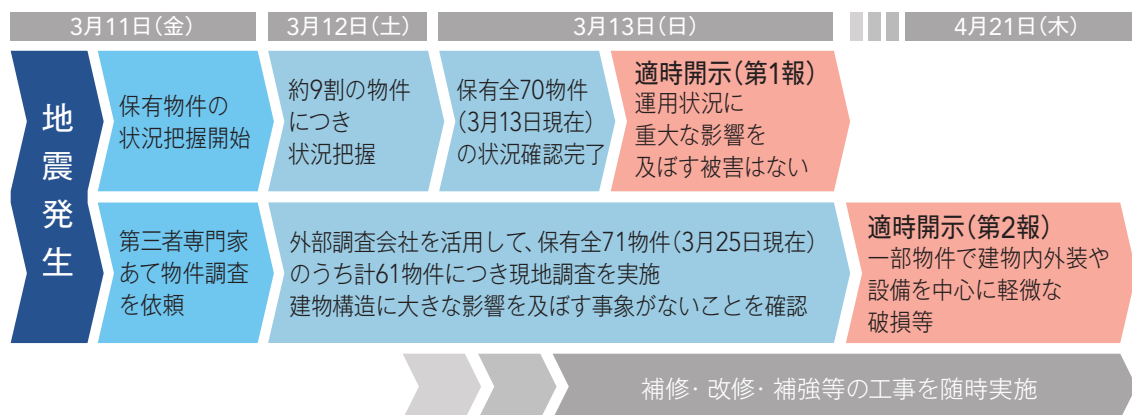 3月11日(金)
3月12日(土)
3月13日(日)
4月21日(木)
地震発生
保有物件の
状況把握開始
約9割の物件
につき
状況把握
保有全70物件
(3月13日現在)
の状況確認完了
適時開示(第1報)
運用状況に
重大な影響を
及ぼす被害はない
第三者専門家
あて物件調査
を依頼
外部調査会社を活用して、保有全71物件(3月25日現在)
のうち計61物件につき現地調査を実施
建物構造に大きな影響を及ぼす事象がないことを確認
適時開示(第2報)
一部物件で建物内外装や
設備を中心に軽微な
破損等
補修・改修・補強等の工事を随時実施